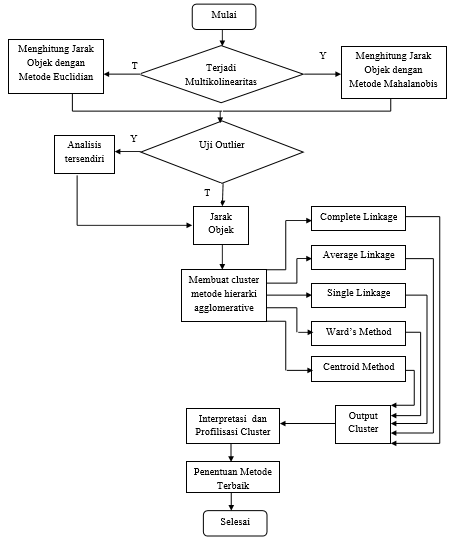 Mulai
Menghitung Jarak
Objek dengan
Metode Euclidian
T
Terjadi
Multikolinearitas
Y
Menghitung Jarak
Objek dengan
Metode Mahalanobis
Analisis
tersendiri
Y
Uji Outlier
T
Jarak
Objek
Membuat cluster
metode hierarki
agglomerative
Complete Linkage
Average Linkage
Single Linkage
Ward's Method
Centroid Method
Output
Cluster
Interpretasi dan
Profilisasi Cluster
Penentuan Metode
Terbaik
Selesai